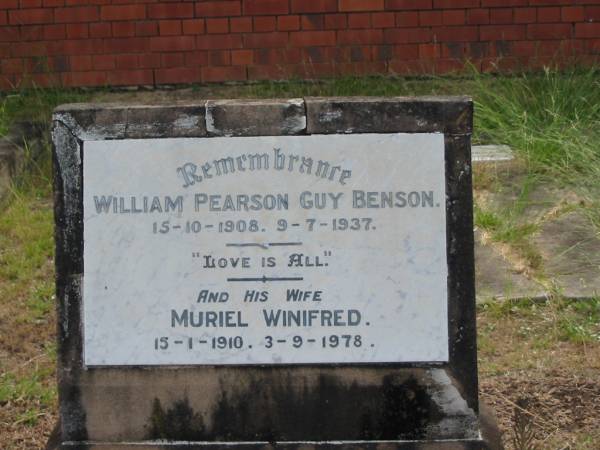 Remembrance
WILLIAM PEARSON GUY BENSON.
15-10-1908. 9-7-1937.
"LOVE IS ALL."
AND HIS WIFE
MURIEL WINIFRED.
15-1-1910. 3-9-1978.